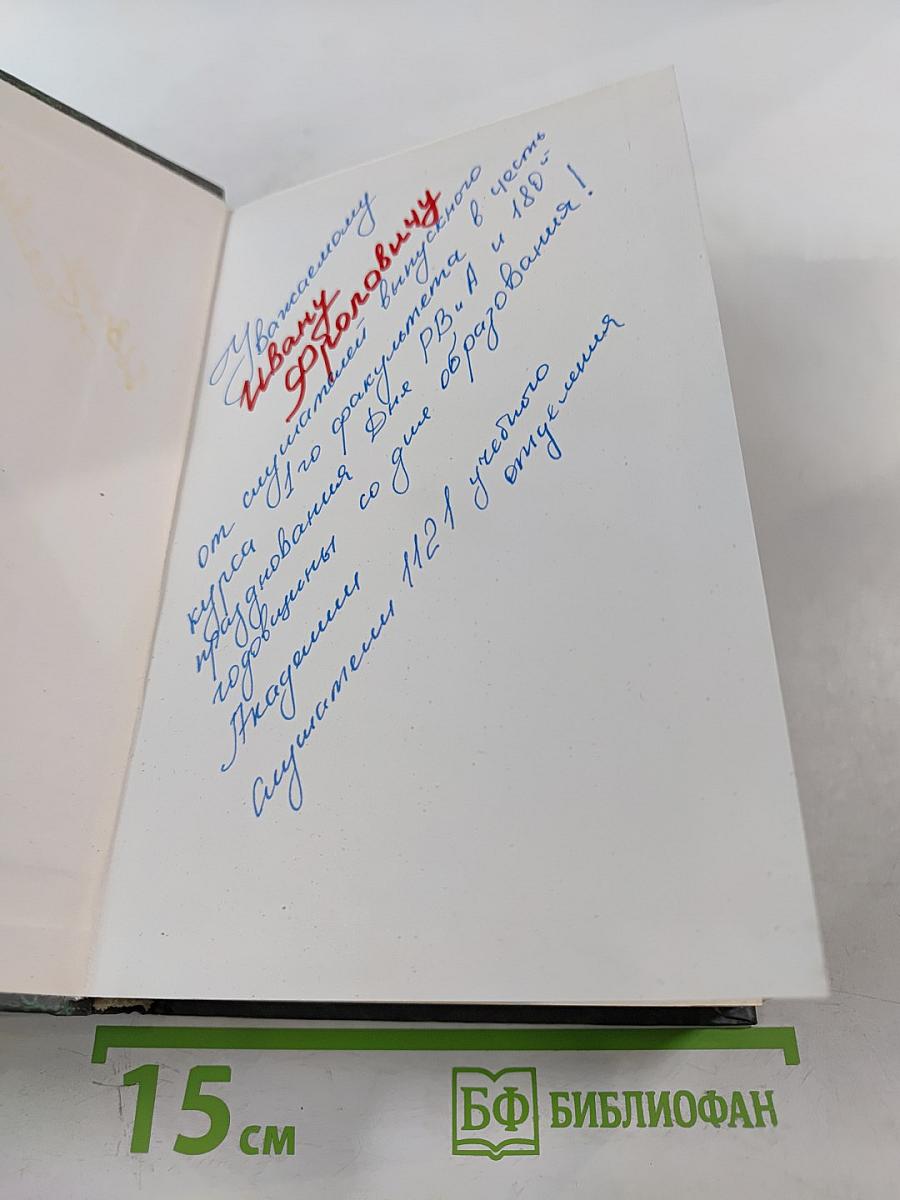 Уважаемому
Ивану
Фроловичу
от слушателей выпускного
курса 1го факультета в честь
празднования Дня РВиА и 180й
годовщины со дня образования!
Академии
Слушатели 1121 учебного
отделения
15 см
БФ БИБЛИОФАН